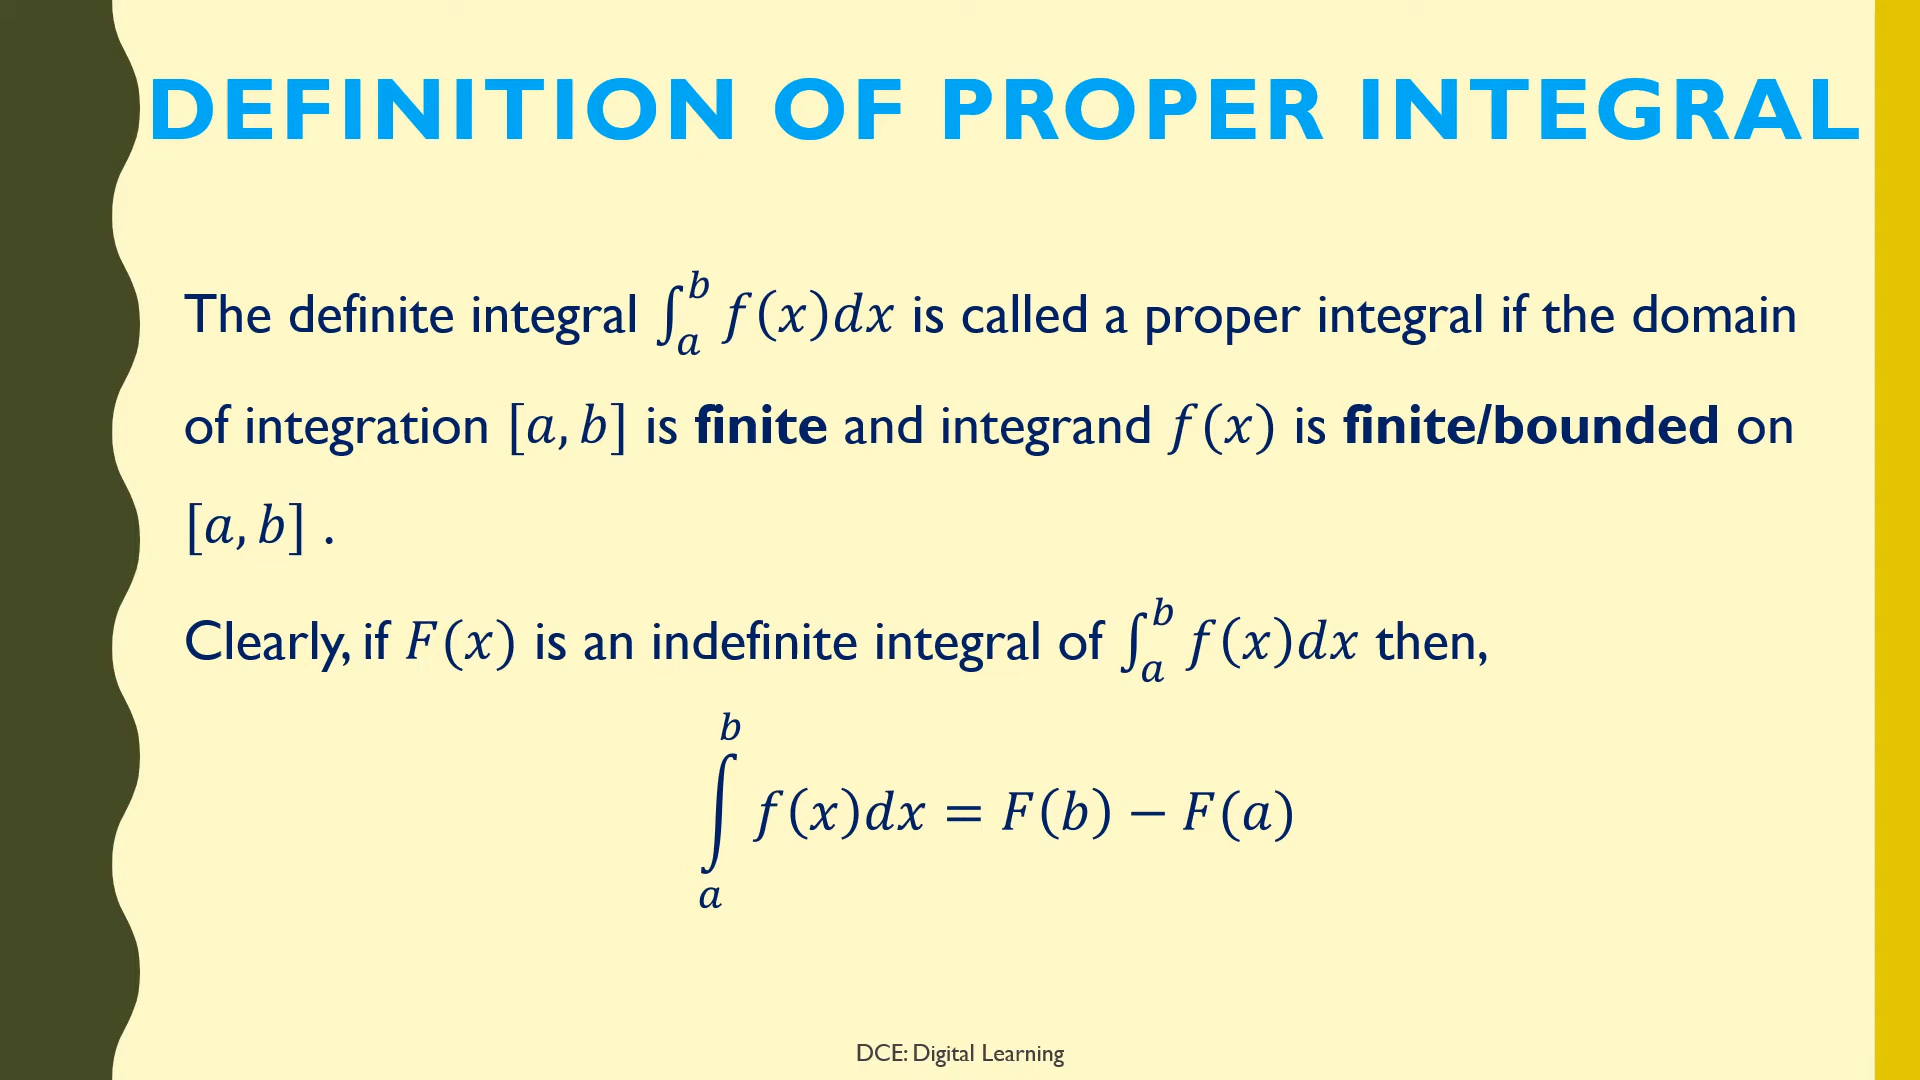 DEFINITION OF PROPER INTEGRAL
The definite integral ∫_a^b f(x)dx is called a proper integral if the domain
of integration [a, b] is finite and integrand f(x) is finite/bounded on
[a, b] .
Clearly, if F(x) is an indefinite integral of ∫_a^b f(x)dx then,
∫_a^b f(x)dx = F(b) − F(a)
DCE: Digital Learning